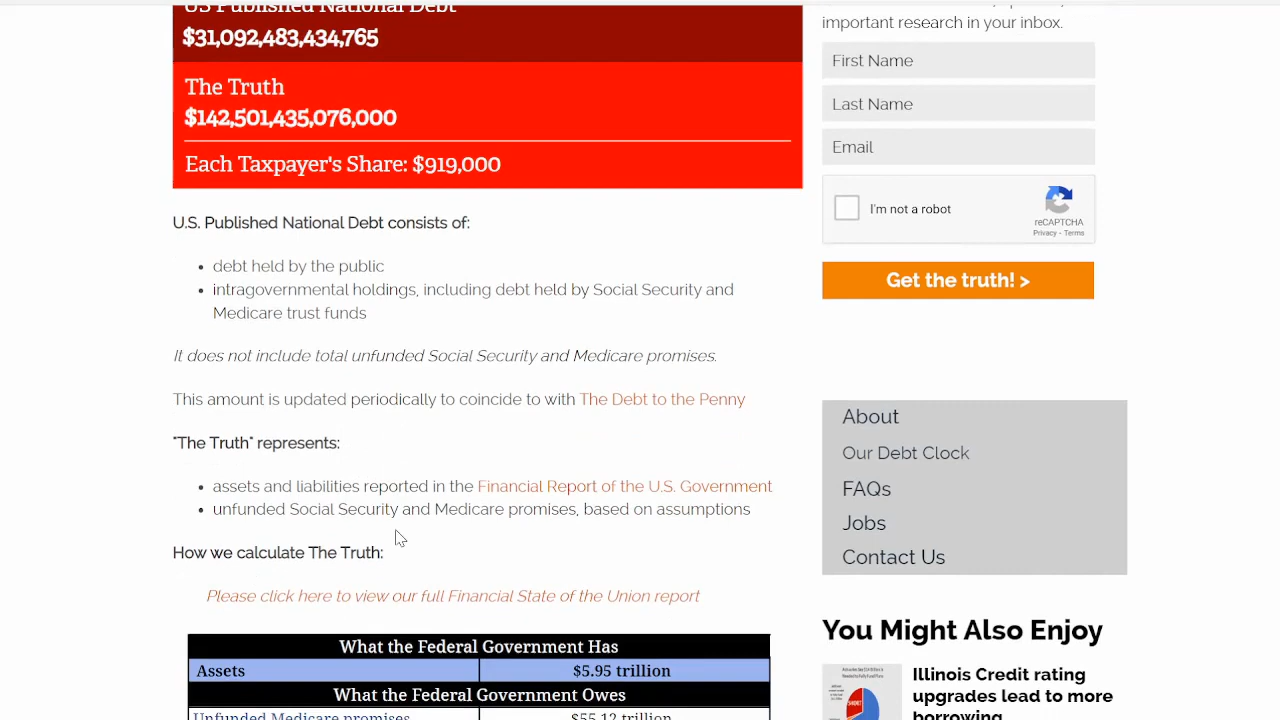 US Published National Debt
$31,092,483,434,765
The Truth
$142,501,435,076,000
Each Taxpayer's Share: $919,000
U.S. Published National Debt consists of:
debt held by the public
intragovernmental holdings, including debt held by Social Security and
Medicare trust funds
It does not include total unfunded Social Security and Medicare promises.
This amount is updated periodically to coincide to with The Debt to the Penny
"The Truth" represents:
assets and liabilities reported in the Financial Report of the U.S. Government
unfunded Social Security and Medicare promises, based on assumptions
How we calculate The Truth:
Please click here to view our full Financial State of the Union report
What the Federal Government Has
Assets $5.95 trillion
What the Federal Government Owes
Unfunded Medicare promises $55.12 trillion
important research in your inbox.
First Name
Last Name
Email
I'm not a robot
reCAPTCHA
Privacy - Terms
Get the truth! >
About
Our Debt Clock
FAQs
Jobs
Contact Us
You Might Also Enjoy
Illinois Credit rating
upgrades lead to more
borrowing